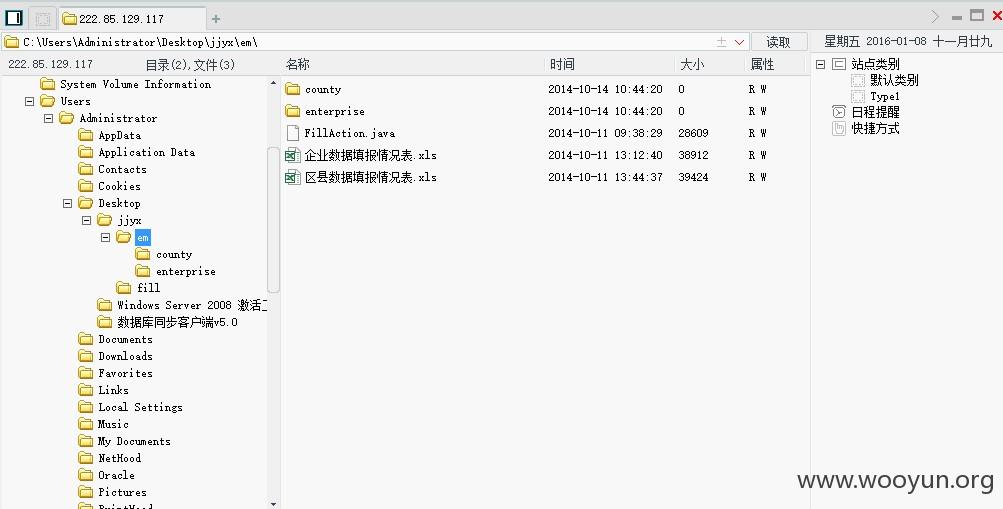 222.85.129.117
C:\Users\Administrator\Desktop\jjyx\em\
读取
星期五 2016-01-08 十一月廿九
222.85.129.117 目录(2),文件(3)
名称 时间 大小 属性
System Volume Information
Users
Administrator
AppData
Application Data
Contacts
Cookies
Desktop
jjyx
em
county
enterprise
fill
Windows Server 2008 激活
数据库同步客户端v5.0
Documents
Downloads
Favorites
Links
Local Settings
Music
My Documents
NetHood
Oracle
Pictures
PrintHood
county 2014-10-14 10:44:20 0 R W
enterprise 2014-10-14 10:44:20 0 R W
FillAction.java 2014-10-11 09:38:29 28609 R W
企业数据填报情况表.xls 2014-10-11 13:12:40 38912 R W
区县数据填报情况表.xls 2014-10-11 13:44:37 39424 R W
站点类别
默认类别
Type1
日程提醒
快捷方式
www.wooyun.org